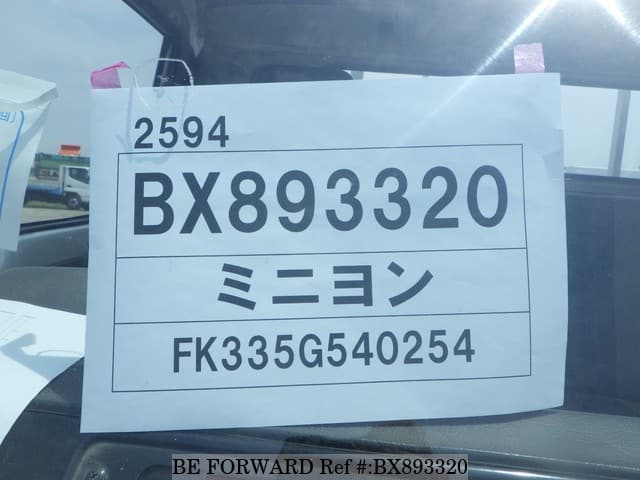 2594
BX893320
ミニヨン
FK335G540254
BE FORWARD Ref #:BX893320